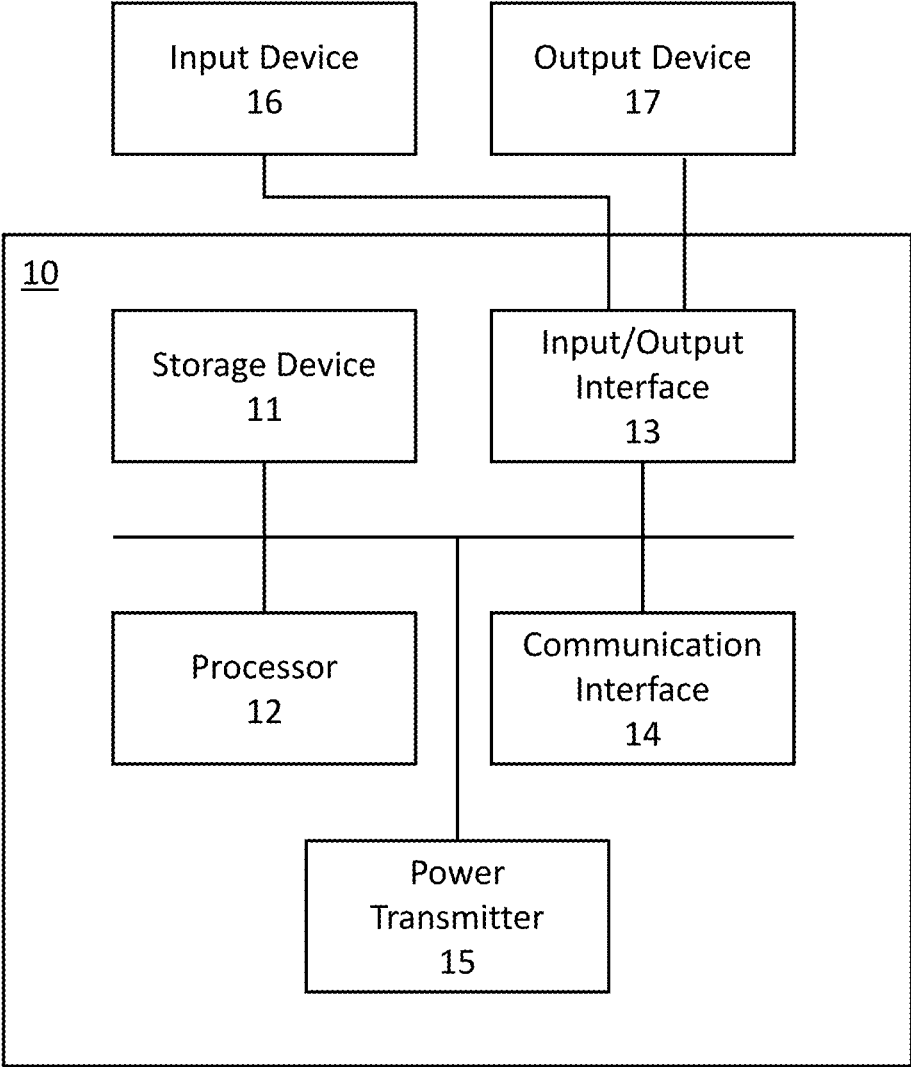 Input Device
16
Output Device
17
10
Storage Device
11
Input/Output
Interface
13
Processor
12
Communication
Interface
14
Power
Transmitter
15